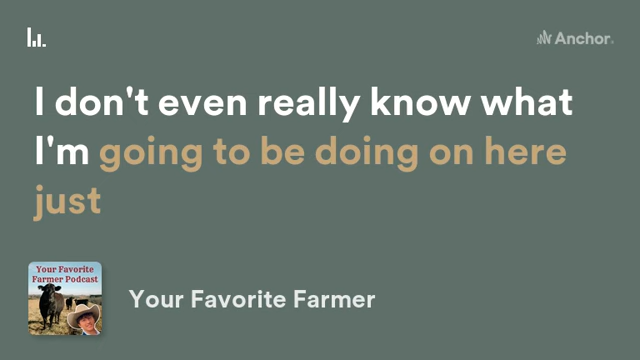 Anchor
I don't even really know what
I'm going to be doing on here
just
Your Favorite
Farmer Podcast
Your Favorite Farmer